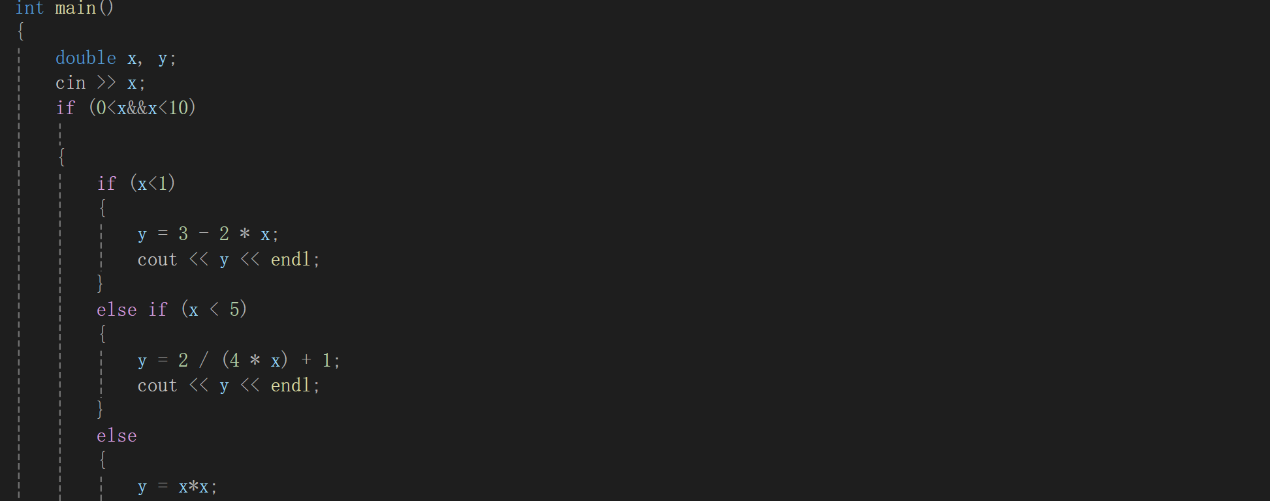 int main()
{
double x, y;
cin >> x;
if (0<x&&x<10)
{
if (x<1)
{
y = 3 - 2 * x;
cout << y << endl;
}
else if (x < 5)
{
y = 2 / (4 * x) + 1;
cout << y << endl;
}
else
{
y = x*x;